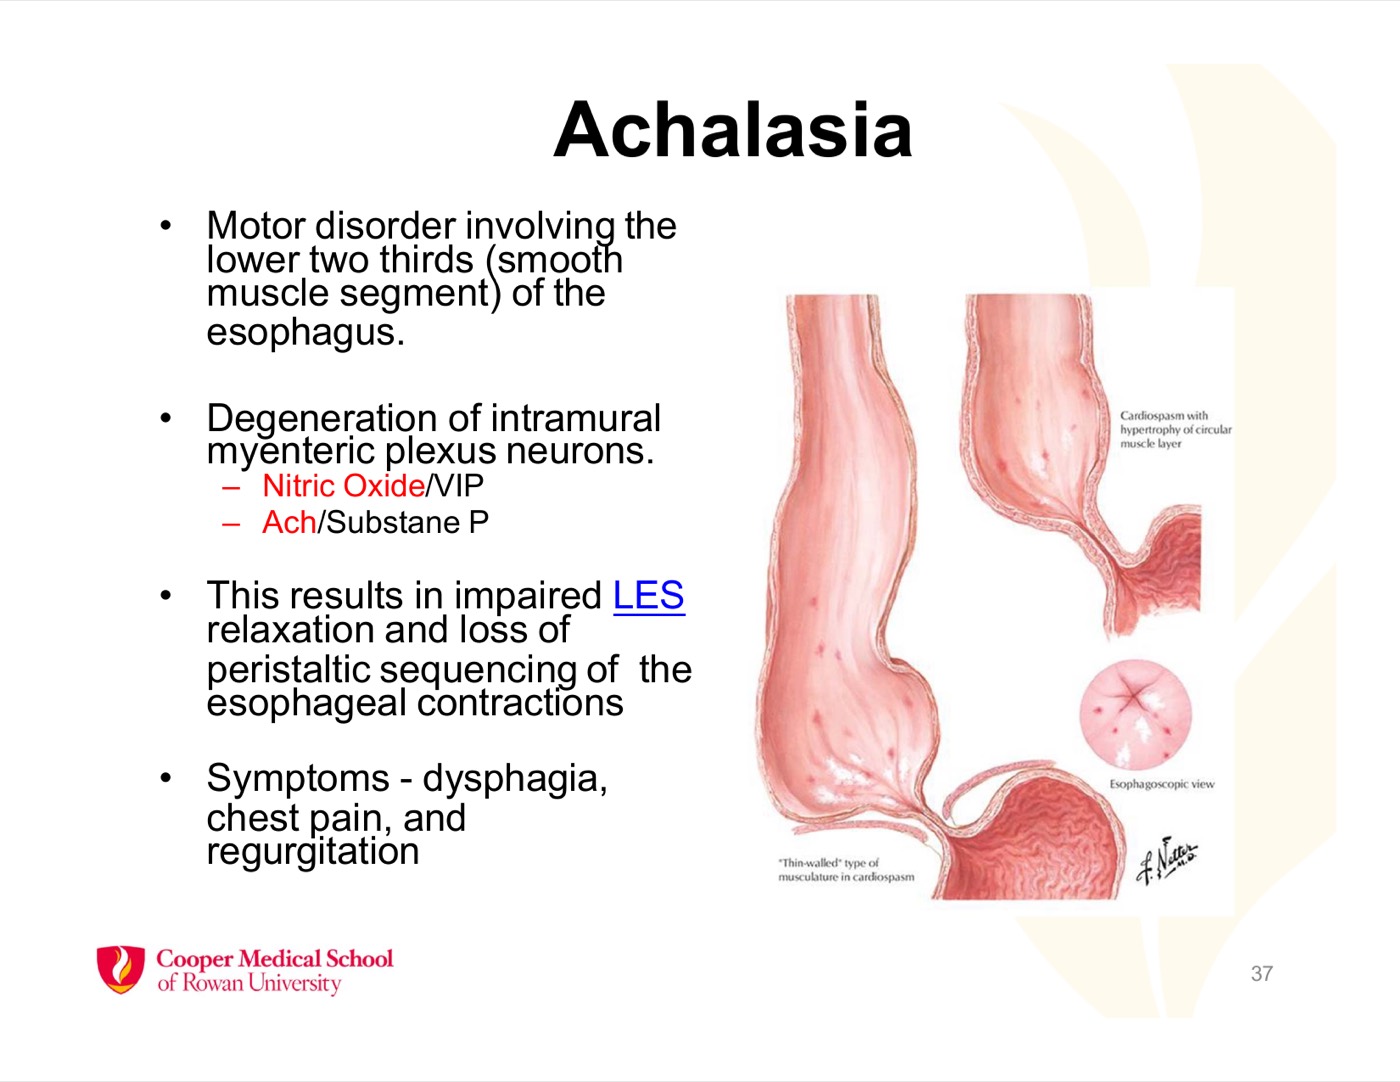 Achalasia
• Motor disorder involving the
lower two thirds (smooth
muscle segment) of the
esophagus.
• Degeneration of intramural
myenteric plexus neurons.
– Nitric Oxide/VIP
– Ach/Substane P
• This results in impaired LES
relaxation and loss of
peristaltic sequencing of the
esophageal contractions
• Symptoms - dysphagia,
chest pain, and
regurgitation
Cardiospasm with
hypertrophy of circular
muscle layer
Esophagoscopic view
"Thin-walled" type of
musculature in cardiospasm
F. Netter
M.D.
Cooper Medical School
of Rowan University
37